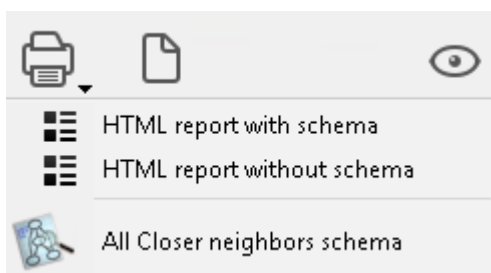 HTML report with schema
HTML report without schema
All Closer neighbors schema